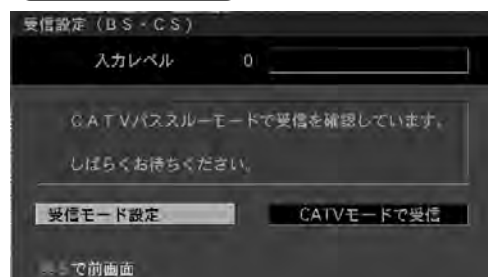 受信設定（BS・CS）
入力レベル 0
CATVパススルーモードで受信を確認しています。
しばらくお待ちください。
受信モード設定 CATVモードで受信
で前画面